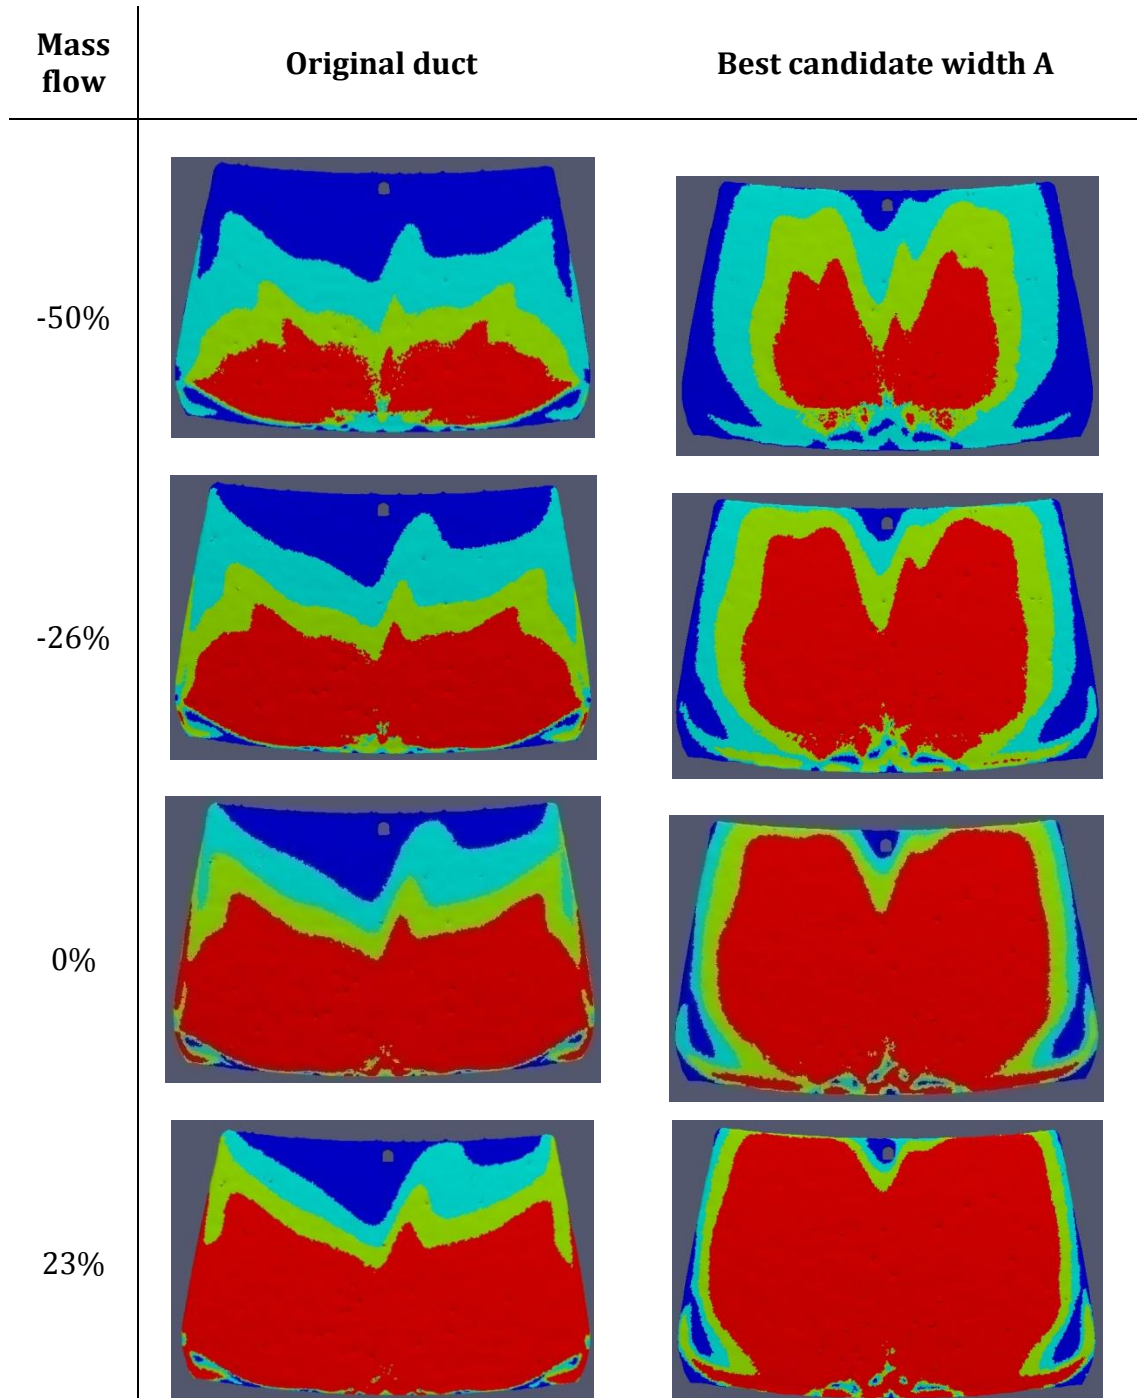 Mass
flow
Original duct
Best candidate width A
-50%
-26%
0%
23%